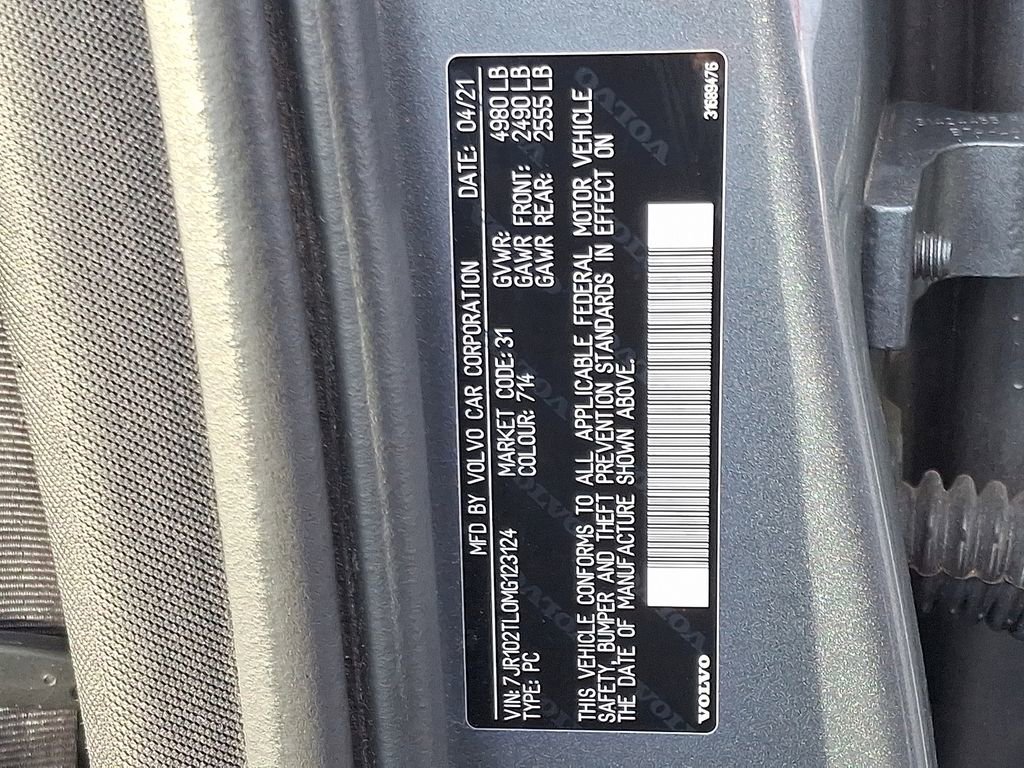 MFD BY VOLVO CAR CORPORATION DATE: 04/21
VIN: 7JR102TL0MG123124 MARKET CODE: 31 GVWR: 4980 LB
TYPE: PC COLOUR: 714 GAWR FRONT: 2490 LB
GAWR REAR: 2555 LB
THIS VEHICLE CONFORMS TO ALL APPLICABLE FEDERAL MOTOR VEHICLE
SAFETY, BUMPER AND THEFT PREVENTION STANDARDS IN EFFECT ON
THE DATE OF MANUFACTURE SHOWN ABOVE.
VOLVO 31689476